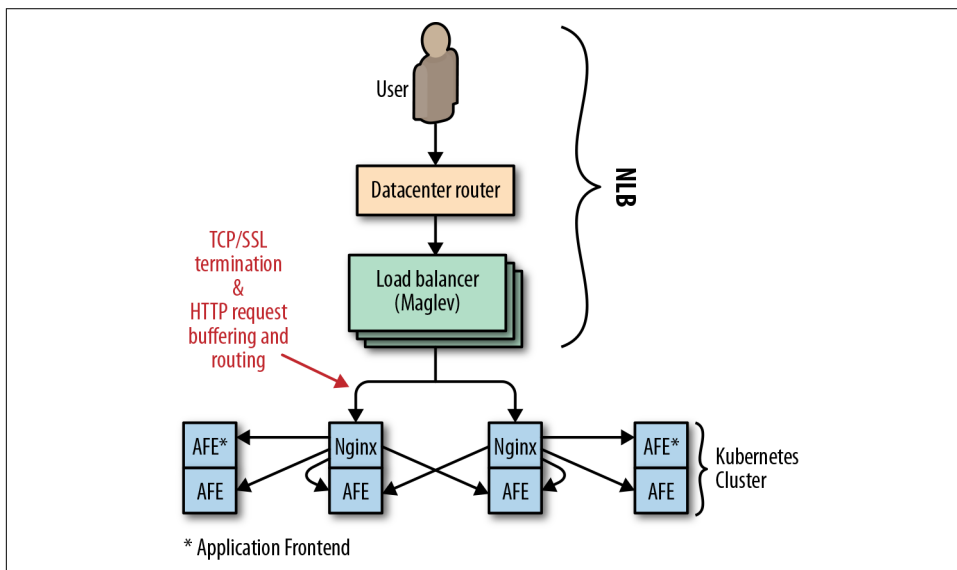 User
Datacenter router
NLB
TCP/SSL
termination
&
HTTP request
buffering and
routing
Load balancer
(Maglev)
AFE*
Nginx
Nginx
AFE*
AFE
AFE
AFE
AFE
Kubernetes
Cluster
* Application Frontend